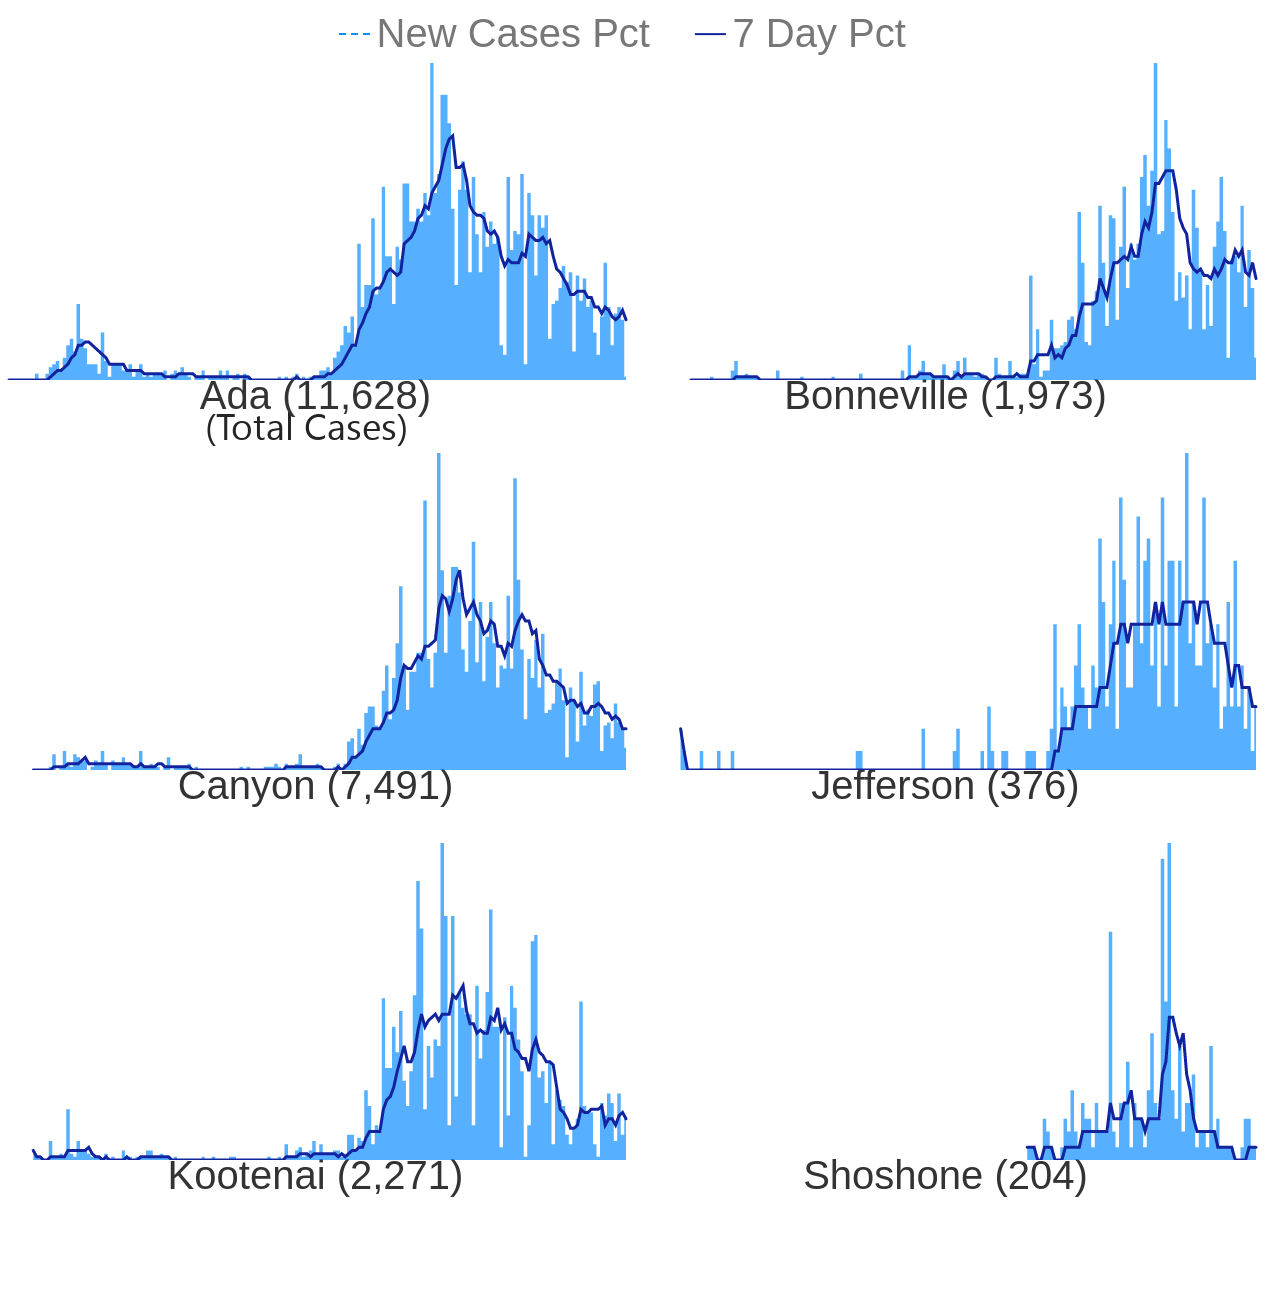 New Cases Pct 7 Day Pct
Ada (11,628) Bonneville (1,973)
(Total Cases)
Canyon (7,491) Jefferson (376)
Kootenai (2,271) Shoshone (204)